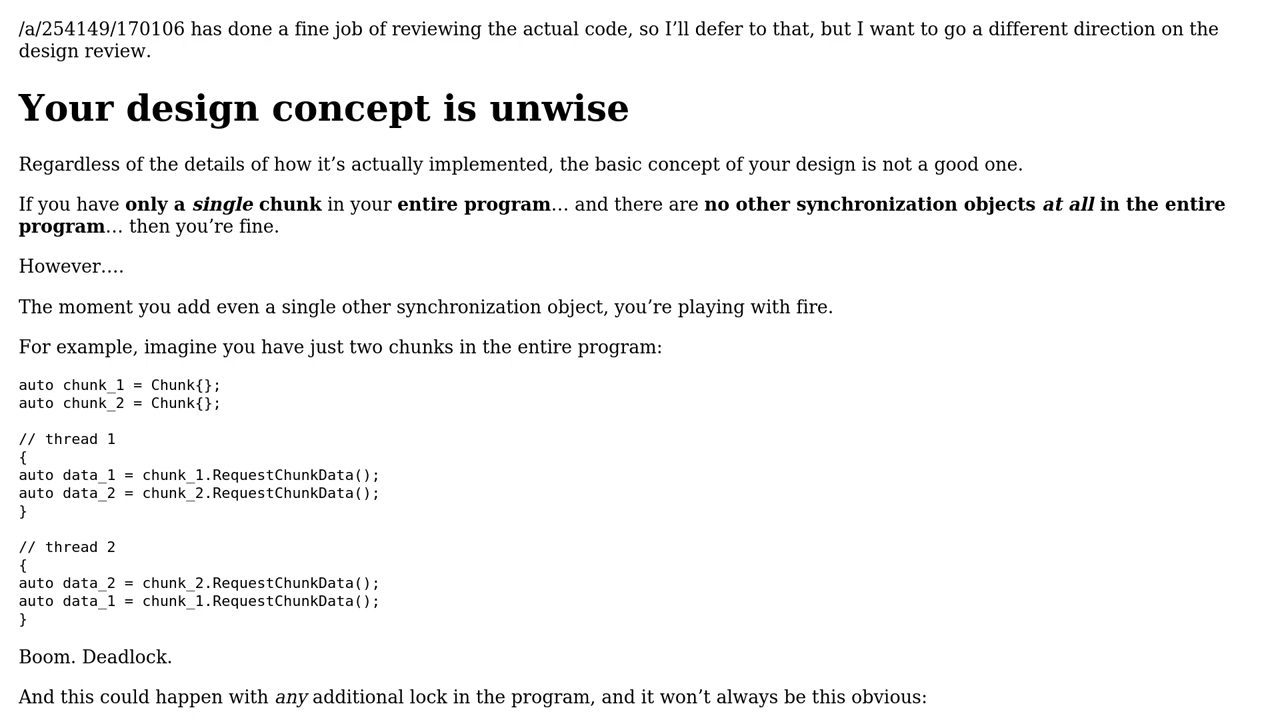 /a/254149/170106 has done a fine job of reviewing the actual code, so I’ll defer to that, but I want to go a different direction on the
design review.
Your design concept is unwise
Regardless of the details of how it’s actually implemented, the basic concept of your design is not a good one.
If you have only a single chunk in your entire program… and there are no other synchronization objects at all in the entire
program… then you’re fine.
However….
The moment you add even a single other synchronization object, you’re playing with fire.
For example, imagine you have just two chunks in the entire program:
auto chunk_1 = Chunk{};
auto chunk_2 = Chunk{};
// thread 1
{
auto data_1 = chunk_1.RequestChunkData();
auto data_2 = chunk_2.RequestChunkData();
}
// thread 2
{
auto data_2 = chunk_2.RequestChunkData();
auto data_1 = chunk_1.RequestChunkData();
}
Boom. Deadlock.
And this could happen with any additional lock in the program, and it won’t always be this obvious: